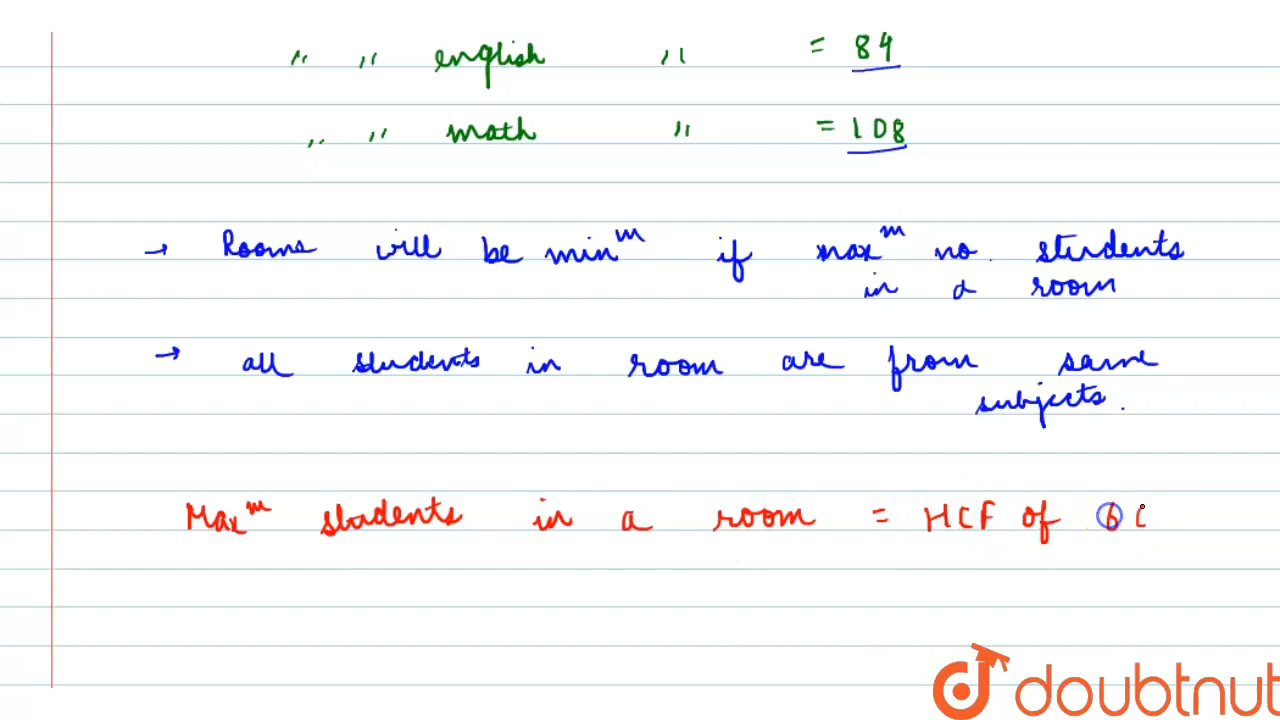 " " english " = 84
" " math " = 108
→ Rooms will be minᵐ if maxᵐ no. students
in a room
→ all students in room are from same
subjects.
Maxᵐ students in a room = HCF of 6
doubtnut